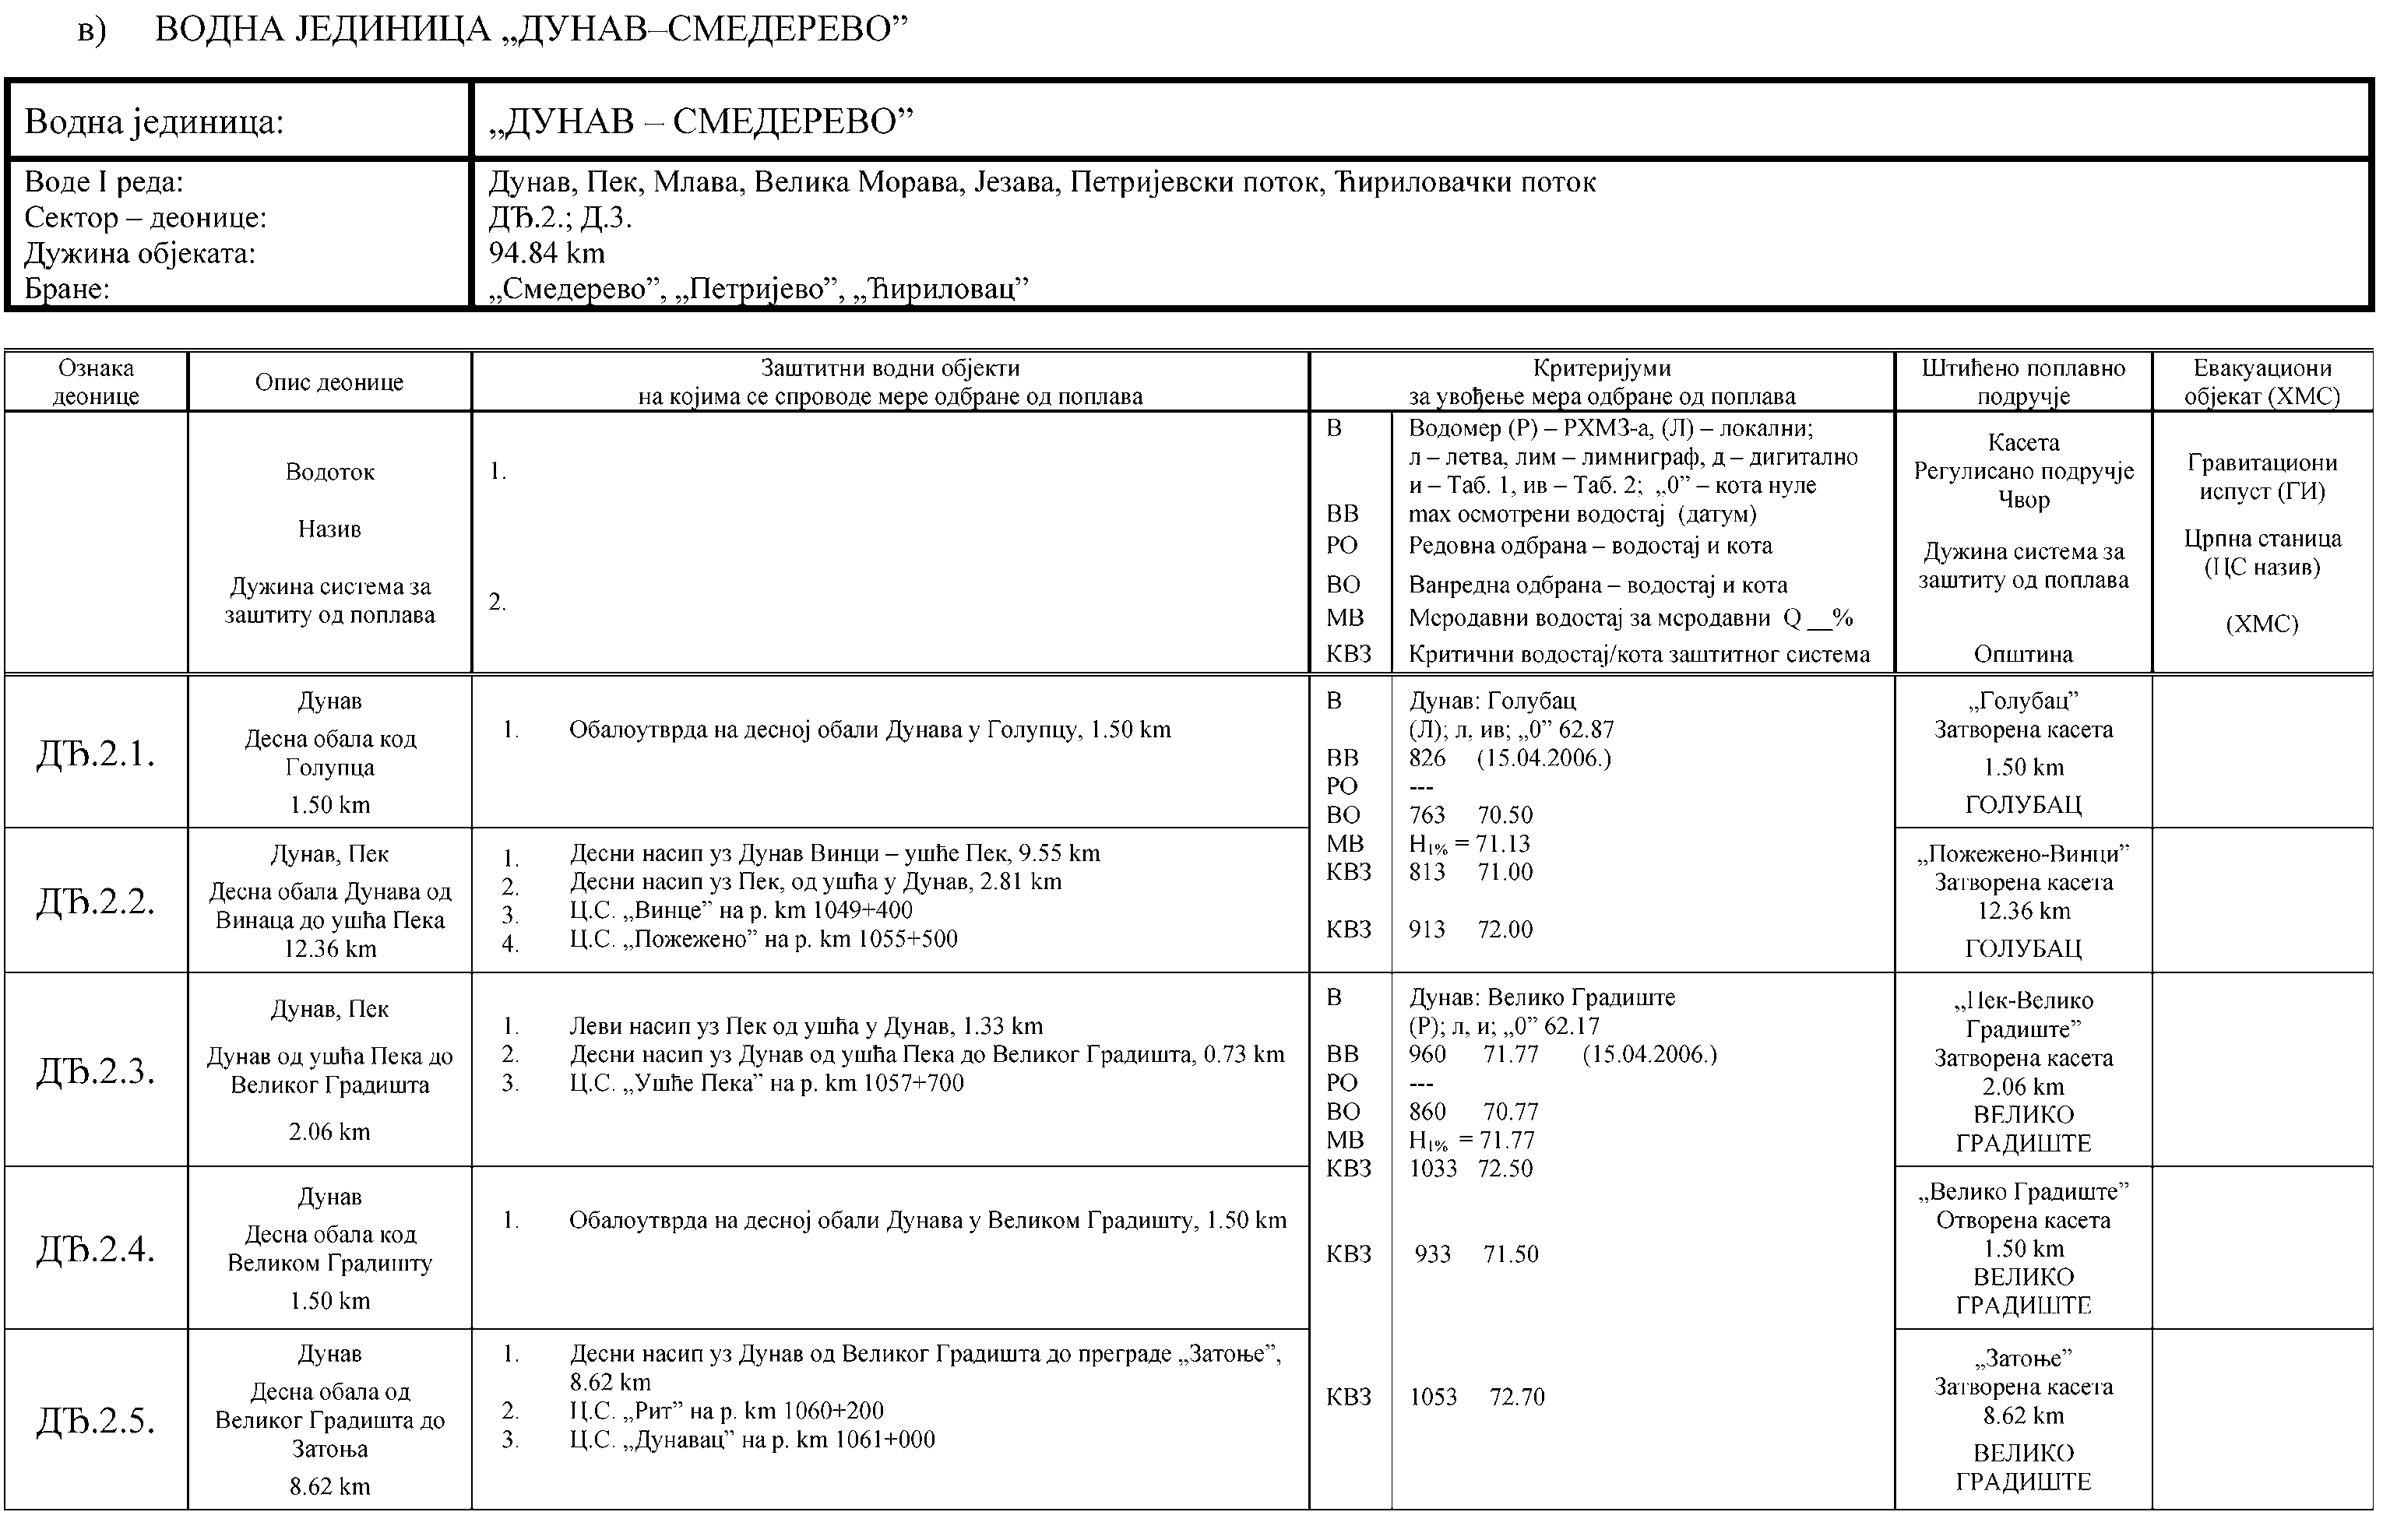 в) ВОДНА ЈЕДИНИЦА „ДУНАВ–СМЕДЕРЕВО”
Водна јединица: „ДУНАВ – СМЕДЕРЕВО”
Воде I реда: Дунав, Пек, Млава, Велика Морава, Језава, Петријевски поток, Ћириловачки поток
Сектор – деонице: ДЂ.2.; Д.3.
Дужина објеката: 94.84 km
Бране: „Смедерево”, „Петријево”, „Ћириловац”
Ознака
деонице
Опис деонице
Заштитни водни објекти
на којима се спроводе мере одбране од поплава
Критеријуми
за увођење мера одбране од поплава
Штићено поплавно
подручје
Евакуациони
објекат (ХМС)
Водоток
Назив
Дужина система за
заштиту од поплава
1.
2.
В Водомер (Р) – РХМЗ-а, (Л) – локални;
л – летва, лим – лимниграф, д – дигитално
и – Таб. 1, ив – Таб. 2; „0” – кота нуле
ВВ max осмотрени водостај (датум)
РО Редовна одбрана – водостај и кота
ВО Ванредна одбрана – водостај и кота
МВ Меродавни водостај за меродавни Q __%
КВЗ Критични водостај/кота заштитног система
Касета
Регулисано подручје
Чвор
Дужина система за
заштиту од поплава
Општина
Гравитациони
испуст (ГИ)
Црпна станица
(ЦС назив)
(ХМС)
ДЂ.2.1.
Дунав
Десна обала код
Голупца
1.50 km
1. Обалоутврда на десној обали Дунава у Голупцу, 1.50 km
В Дунав: Голубац
(Л); л, ив; „0” 62.87
ВВ 826 (15.04.2006.)
РО ---
ВО 763 70.50
МВ H1% = 71.13
КВЗ 813 71.00
„Голубац”
Затворена касета
1.50 km
ГОЛУБАЦ
ДЂ.2.2.
Дунав, Пек
Десна обала Дунава од
Винаца до ушћа Пека
12.36 km
1. Десни насип уз Дунав Винци – ушће Пек, 9.55 km
2. Десни насип уз Пек, од ушћа у Дунав, 2.81 km
3. Ц.С. „Винце” на р. km 1049+400
4. Ц.С. „Пожежено” на р. km 1055+500
КВЗ 913 72.00
„Пожежено-Винци”
Затворена касета
12.36 km
ГОЛУБАЦ
ДЂ.2.3.
Дунав, Пек
Дунав од ушћа Пека до
Великог Градишта
2.06 km
1. Леви насип уз Пек од ушћа у Дунав, 1.33 km
2. Десни насип уз Дунав од ушћа Пека до Великог Градишта, 0.73 km
3. Ц.С. „Ушће Пека” на р. km 1057+700
В Дунав: Велико Градиште
(Р); л, и; „0” 62.17
ВВ 960 71.77 (15.04.2006.)
РО ---
ВО 860 70.77
МВ H1% = 71.77
КВЗ 1033 72.50
„Пек-Велико
Градиште”
Затворена касета
2.06 km
ВЕЛИКО
ГРАДИШТЕ
ДЂ.2.4.
Дунав
Десна обала код
Великом Градишту
1.50 km
1. Обалоутврда на десној обали Дунава у Великом Градишту, 1.50 km
КВЗ 933 71.50
„Велико Градиште”
Отворена касета
1.50 km
ВЕЛИКО
ГРАДИШТЕ
ДЂ.2.5.
Дунав
Десна обала од
Великог Градишта до
Затоња
8.62 km
1. Десни насип уз Дунав од Великог Градишта до преграде „Затоње”,
8.62 km
2. Ц.С. „Рит” на р. km 1060+200
3. Ц.С. „Дунавац” на р. km 1061+000
КВЗ 1053 72.70
„Затоње”
Затворена касета
8.62 km
ВЕЛИКО
ГРАДИШТЕ